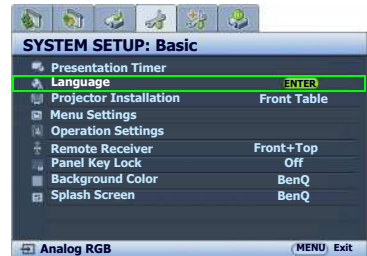 SYSTEM SETUP: Basic
Presentation Timer
Language ENTER
Projector Installation Front Table
Menu Settings
Operation Settings
Remote Receiver Front+Top
Panel Key Lock Off
Background Color BenQ
Splash Screen BenQ
Analog RGB MENU Exit